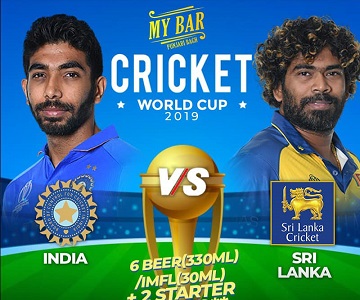 MY BAR
PUNJABI BAGH
CRICKET
WORLD CUP
2019
VS
INDIA
Sri Lanka
Cricket
SRI
LANKA
6 BEER(330ML)
/IMFL(30ML)
+ 2 STARTER